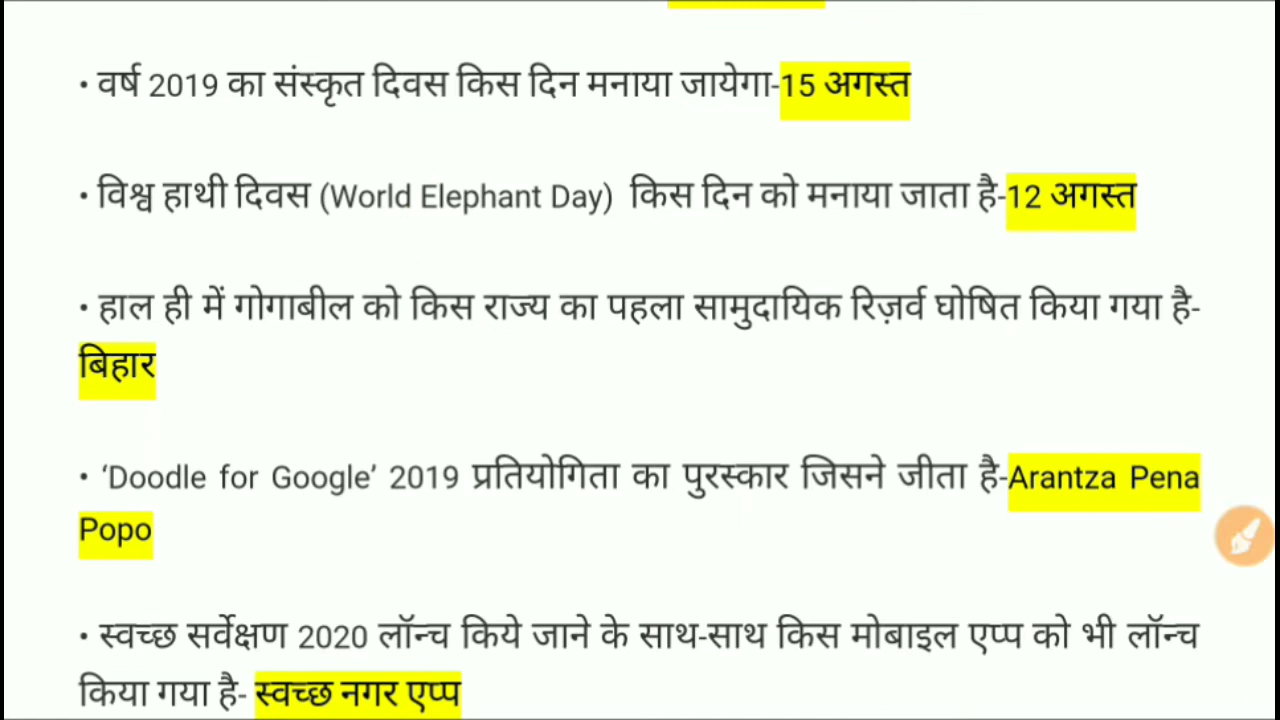 • वर्ष 2019 का संस्कृत दिवस किस दिन मनाया जायेगा-15 अगस्त
• विश्व हाथी दिवस (World Elephant Day) किस दिन को मनाया जाता है-12 अगस्त
• हाल ही में गोगाबील को किस राज्य का पहला सामुदायिक रिज़र्व घोषित किया गया है-
बिहार
• ‘Doodle for Google’ 2019 प्रतियोगिता का पुरस्कार जिसने जीता है-Arantza Pena
Popo
• स्वच्छ सर्वेक्षण 2020 लॉन्च किये जाने के साथ-साथ किस मोबाइल एप्प को भी लॉन्च
किया गया है- स्वच्छ नगर एप्प